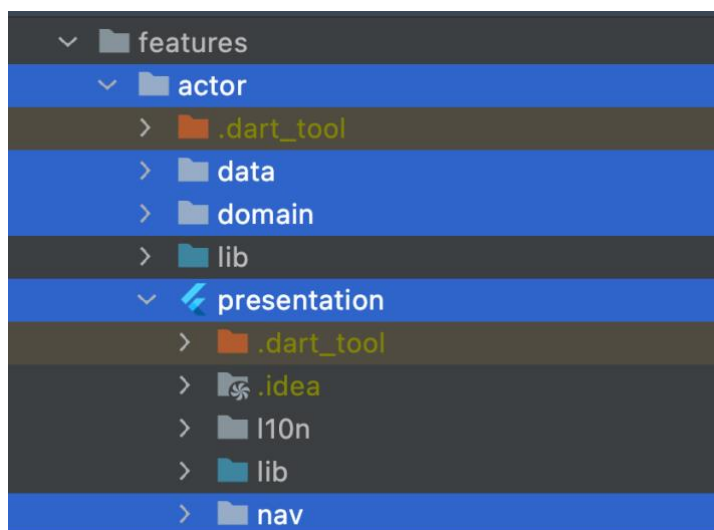 features
actor
.dart_tool
data
domain
lib
presentation
.dart_tool
.idea
l10n
lib
nav